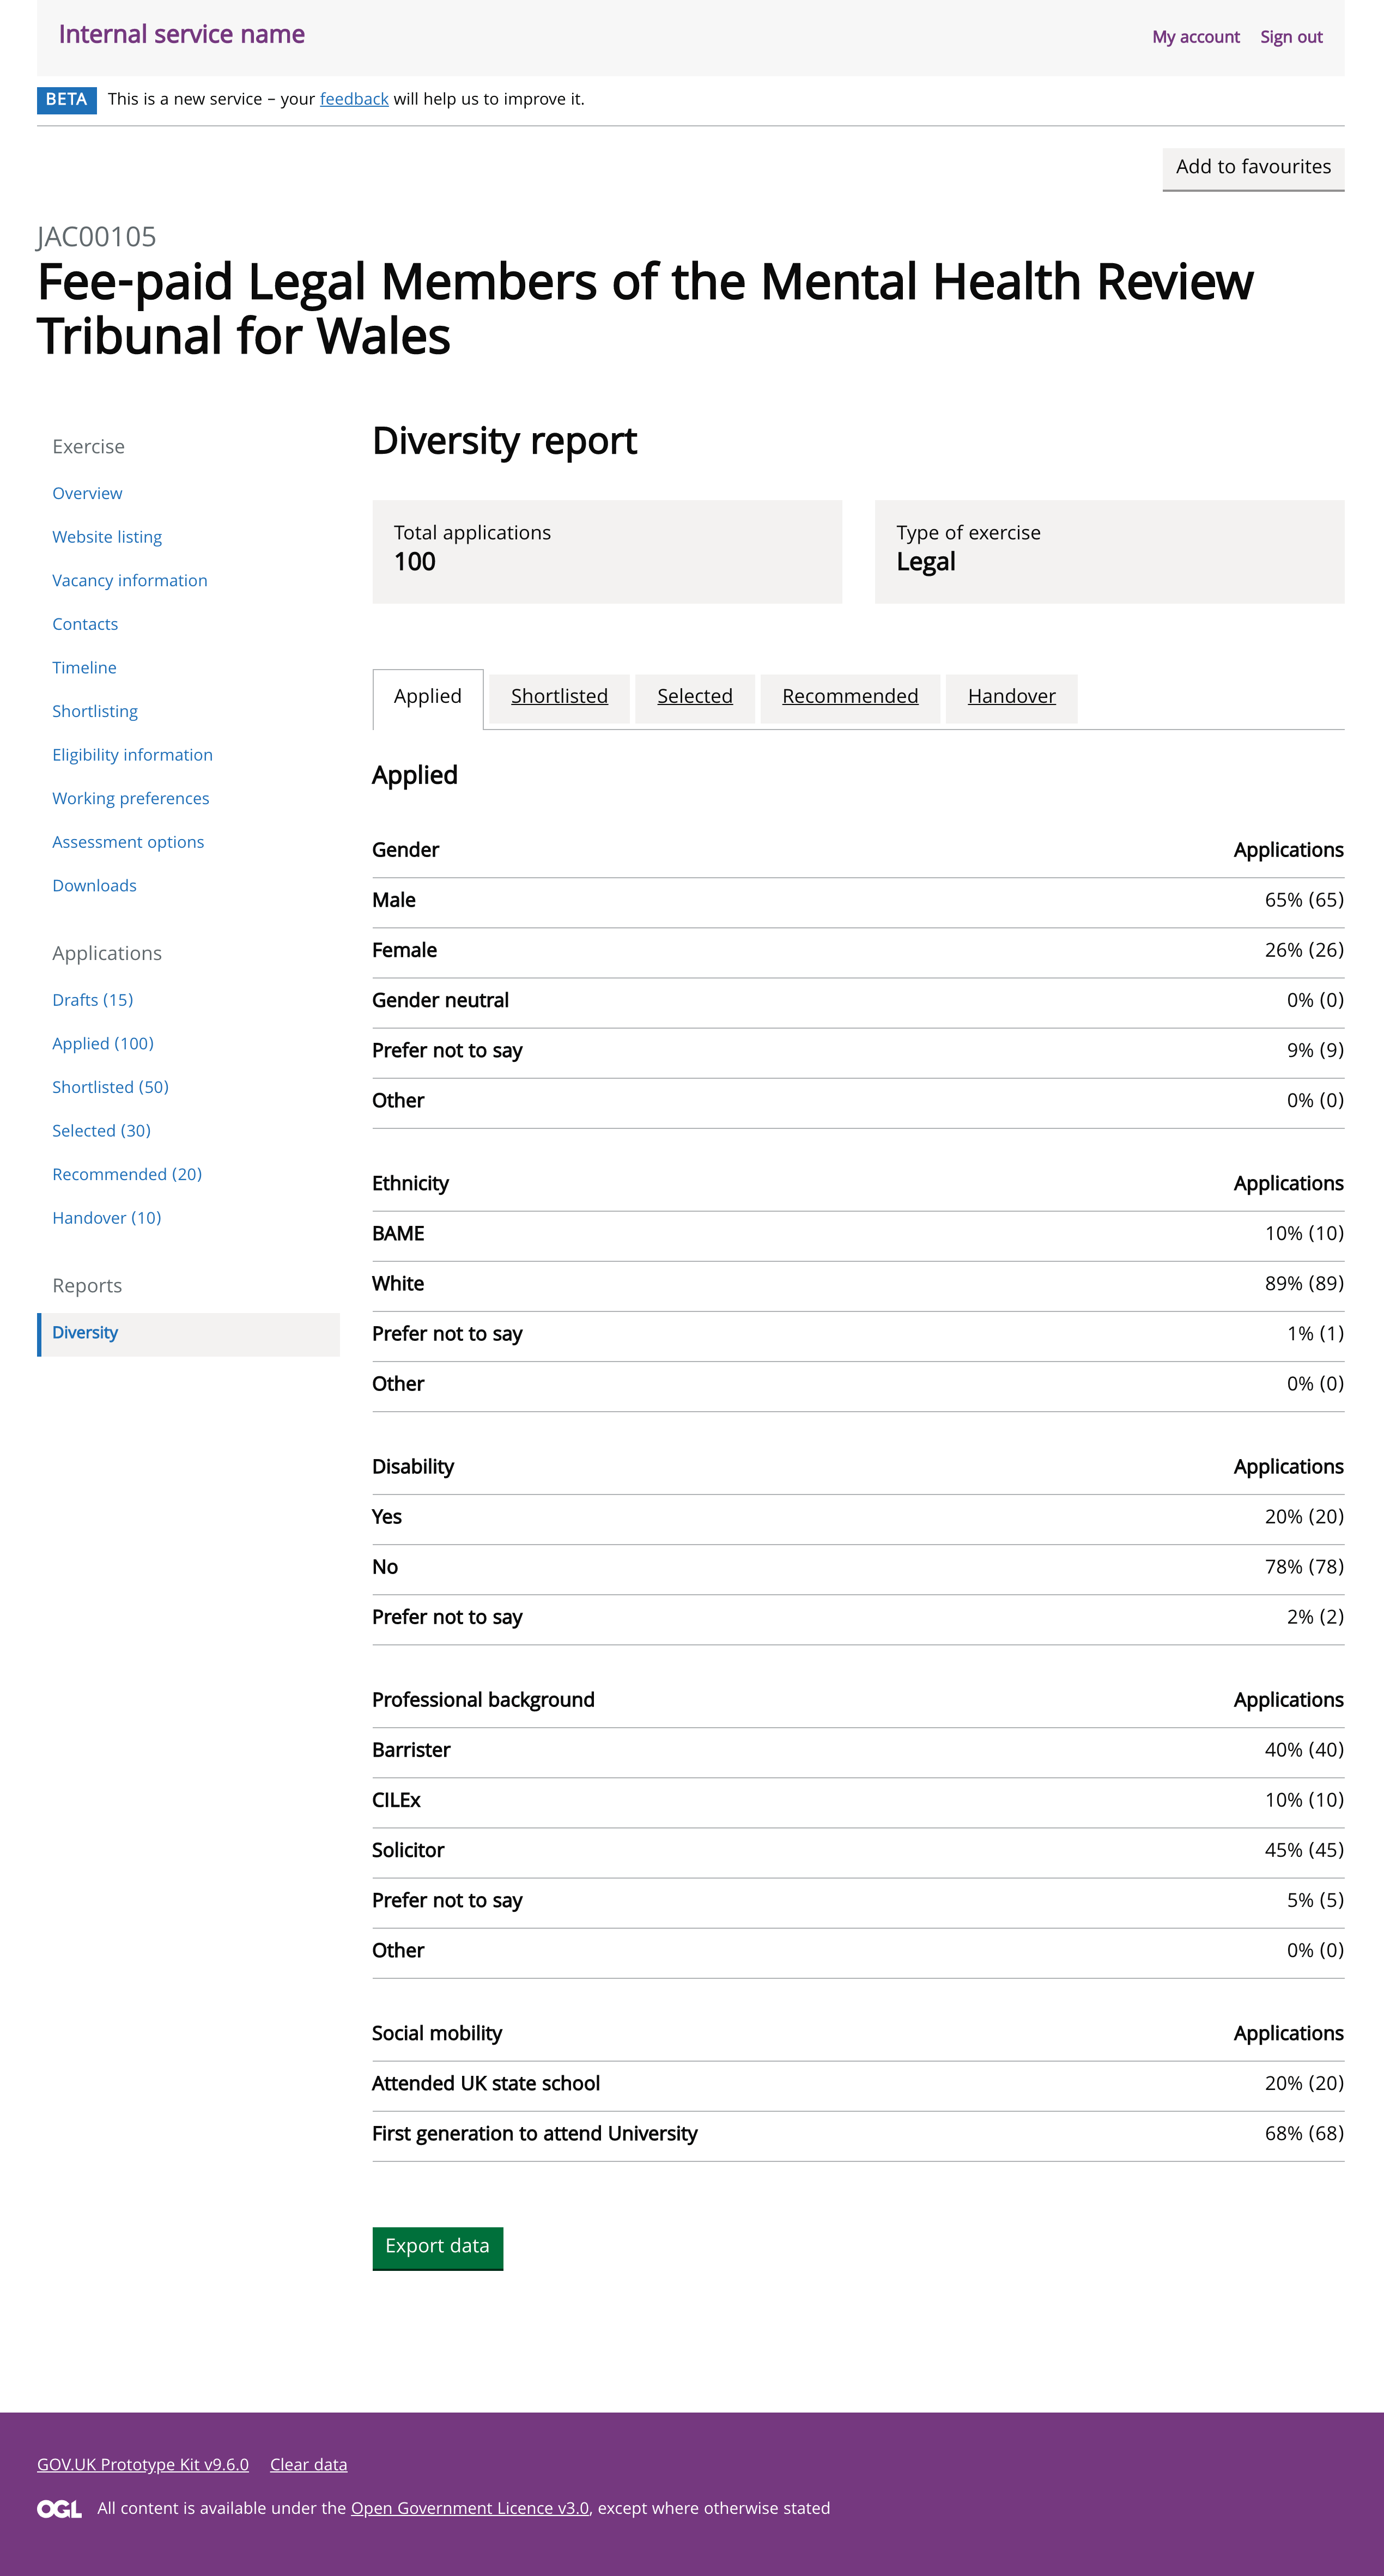 Internal service name
My account Sign out
BETA This is a new service – your feedback will help us to improve it.
Add to favourites
JAC00105
Fee-paid Legal Members of the Mental Health Review
Tribunal for Wales
Exercise
Overview
Website listing
Vacancy information
Contacts
Timeline
Shortlisting
Eligibility information
Working preferences
Assessment options
Downloads
Applications
Drafts (15)
Applied (100)
Shortlisted (50)
Selected (30)
Recommended (20)
Handover (10)
Reports
Diversity
Diversity report
Total applications
100
Type of exercise
Legal
Applied Shortlisted Selected Recommended Handover
Applied
Gender Applications
Male 65% (65)
Female 26% (26)
Gender neutral 0% (0)
Prefer not to say 9% (9)
Other 0% (0)
Ethnicity Applications
BAME 10% (10)
White 89% (89)
Prefer not to say 1% (1)
Other 0% (0)
Disability Applications
Yes 20% (20)
No 78% (78)
Prefer not to say 2% (2)
Professional background Applications
Barrister 40% (40)
CILEx 10% (10)
Solicitor 45% (45)
Prefer not to say 5% (5)
Other 0% (0)
Social mobility Applications
Attended UK state school 20% (20)
First generation to attend University 68% (68)
Export data
GOV.UK Prototype Kit v9.6.0 Clear data
OGL All content is available under the Open Government Licence v3.0, except where otherwise stated